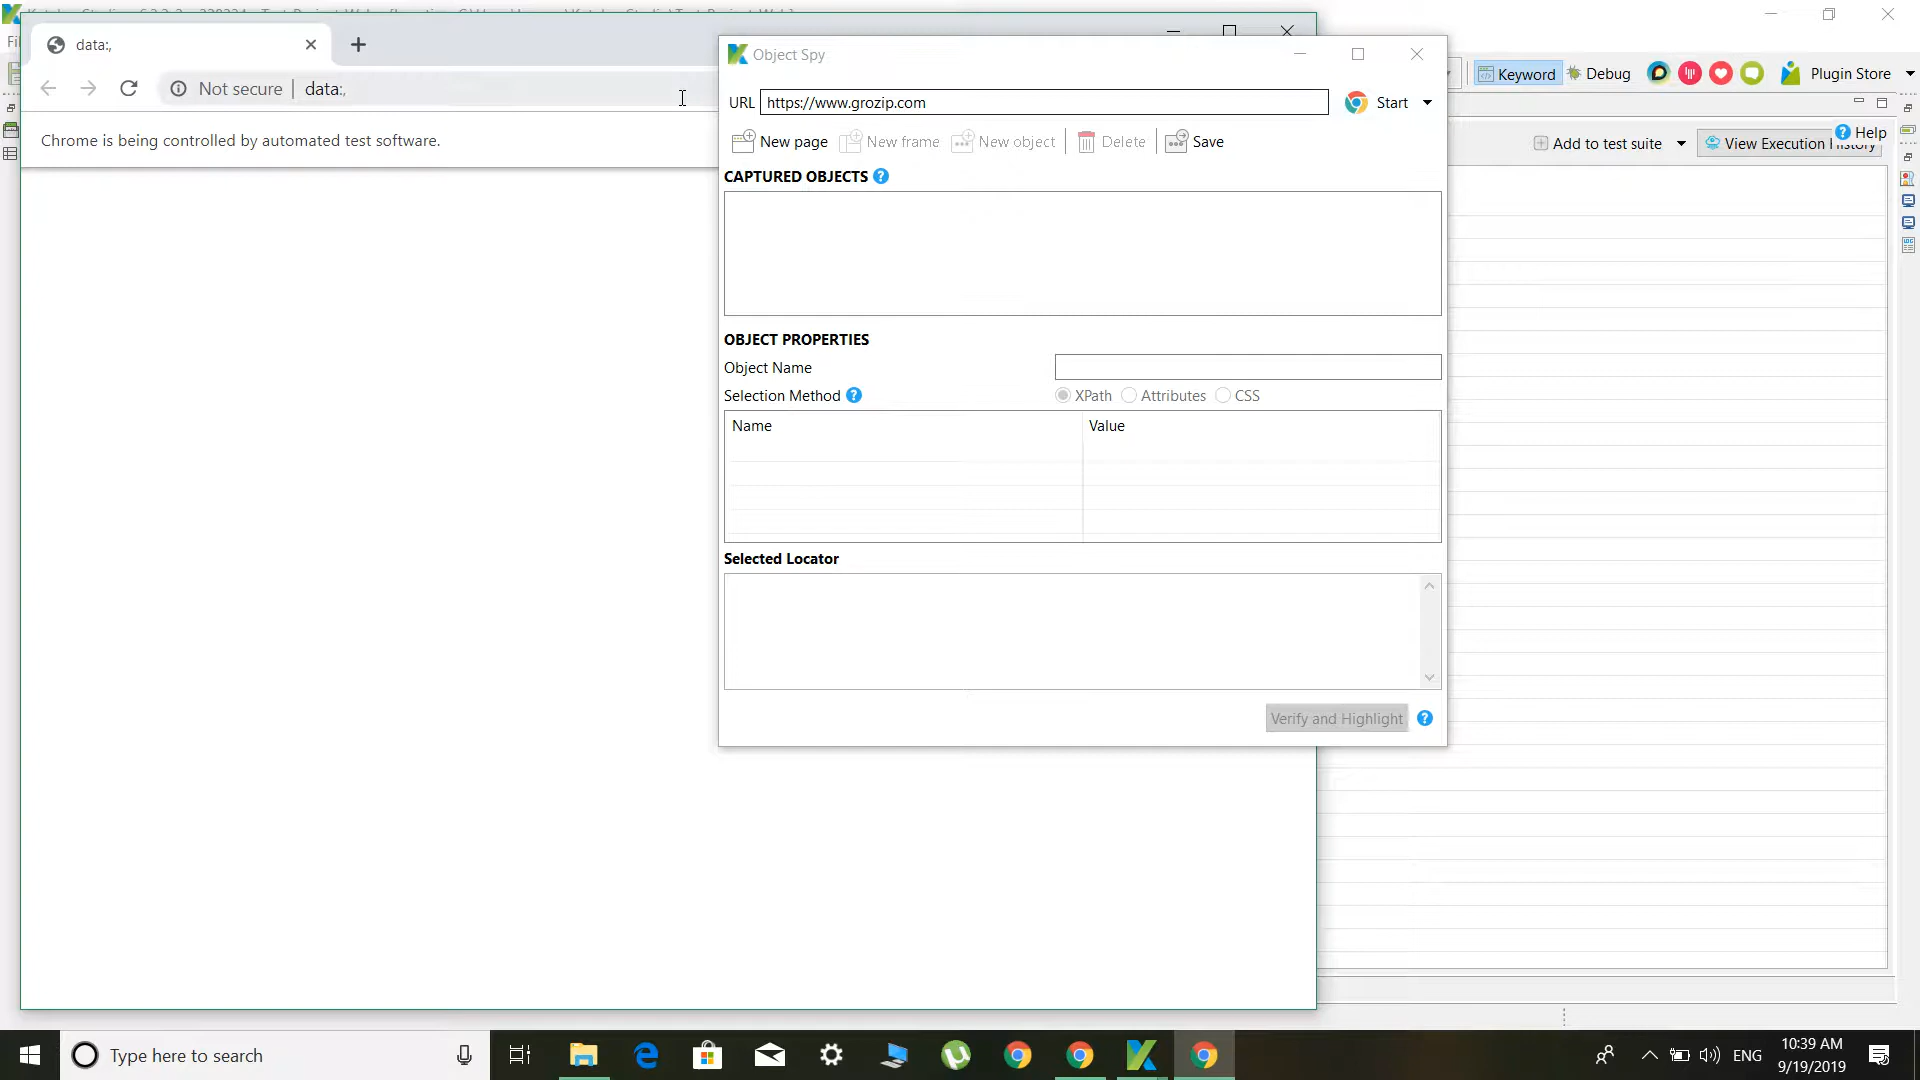 data:,
Not secure
data:,
Chrome is being controlled by automated test software.
Object Spy
URL
https://www.grozip.com
Start
New page
New frame
New object
Delete
Save
CAPTURED OBJECTS
OBJECT PROPERTIES
Object Name
Selection Method
XPath
Attributes
CSS
Name
Value
Selected Locator
Verify and Highlight
Keyword
Debug
Plugin Store
Add to test suite
View Execution History
Help
Type here to search
ENG
10:39 AM
9/19/2019